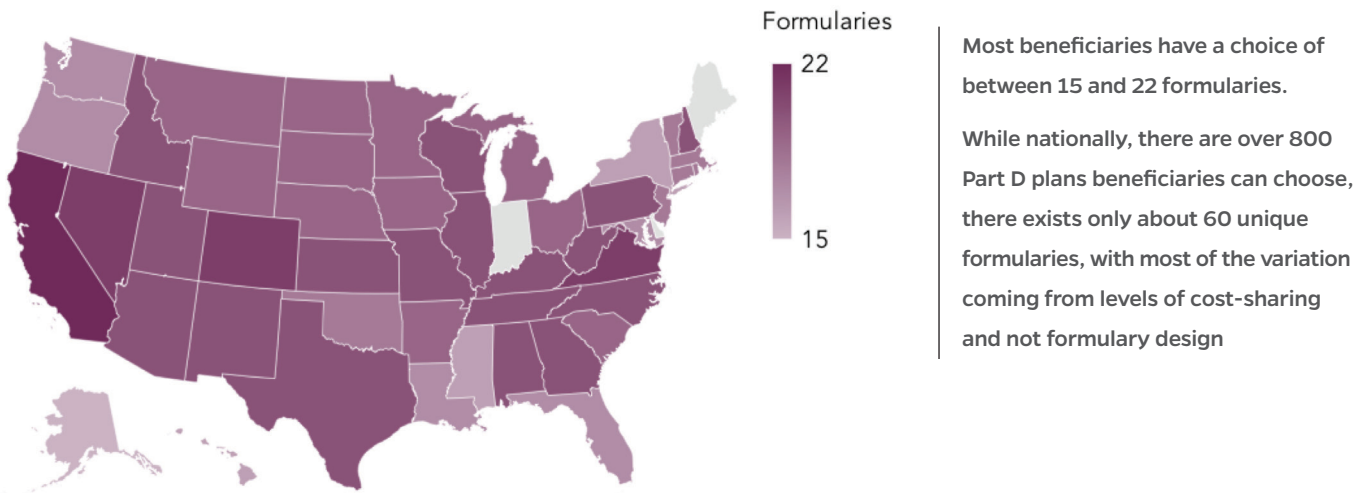 Formularies
22
15
Most beneficiaries have a choice of
between 15 and 22 formularies.
While nationally, there are over 800
Part D plans beneficiaries can choose,
there exists only about 60 unique
formularies, with most of the variation
coming from levels of cost-sharing
and not formulary design